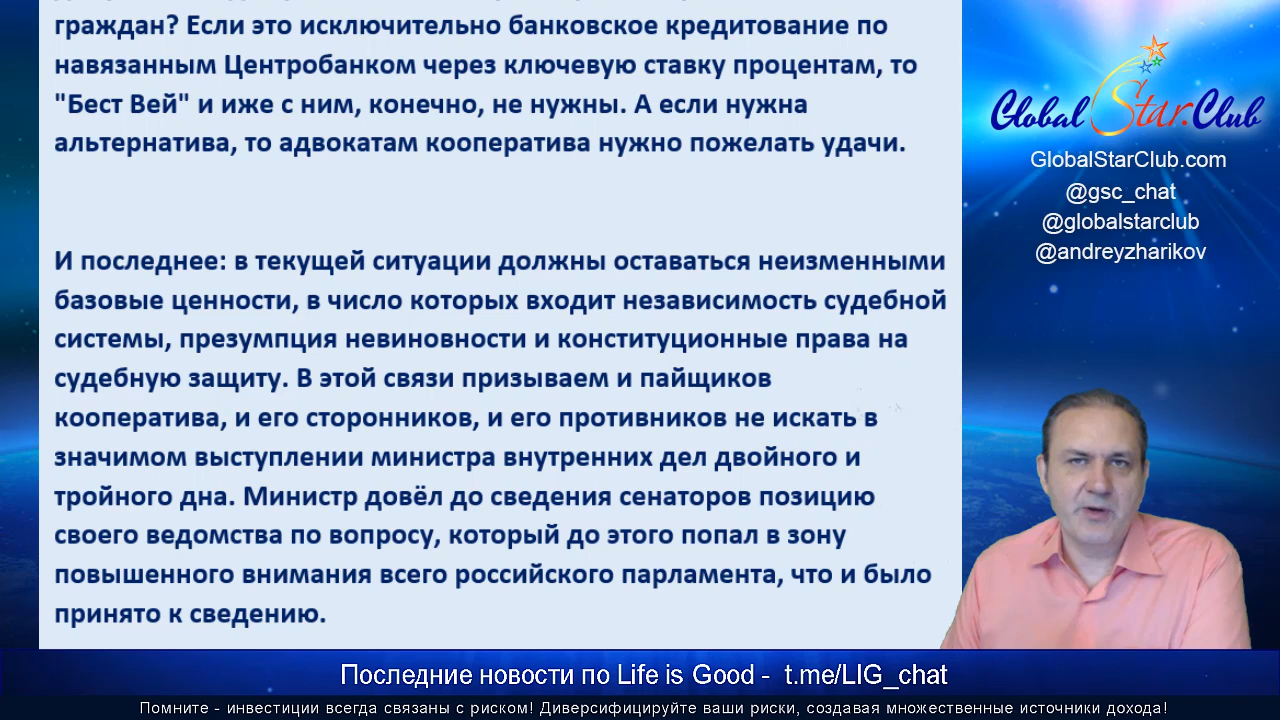 граждан? Если это исключительно банковское кредитование по
навязанным Центробанком через ключевую ставку процентам, то
"Бест Вей" и иже с ним, конечно, не нужны. А если нужна
альтернатива, то адвокатам кооператива нужно пожелать удачи.
И последнее: в текущей ситуации должны оставаться неизменными
базовые ценности, в число которых входит независимость судебной
системы, презумпция невиновности и конституционные права на
судебную защиту. В этой связи призываем и пайщиков
кооператива, и его сторонников, и его противников не искать в
значимом выступлении министра внутренних дел двойного и
тройного дна. Министр довёл до сведения сенаторов позицию
своего ведомства по вопросу, который до этого попал в зону
повышенного внимания всего российского парламента, что и было
принято к сведению.
Global Star Club
GlobalStarClub.com
@gsc_chat
@globalstarclub
@andreyzharikov
Последние новости по Life is Good - t.me/LIG_chat
Помните - инвестиции всегда связаны с риском! Диверсифицируйте ваши риски, создавая множественные источники дохода!